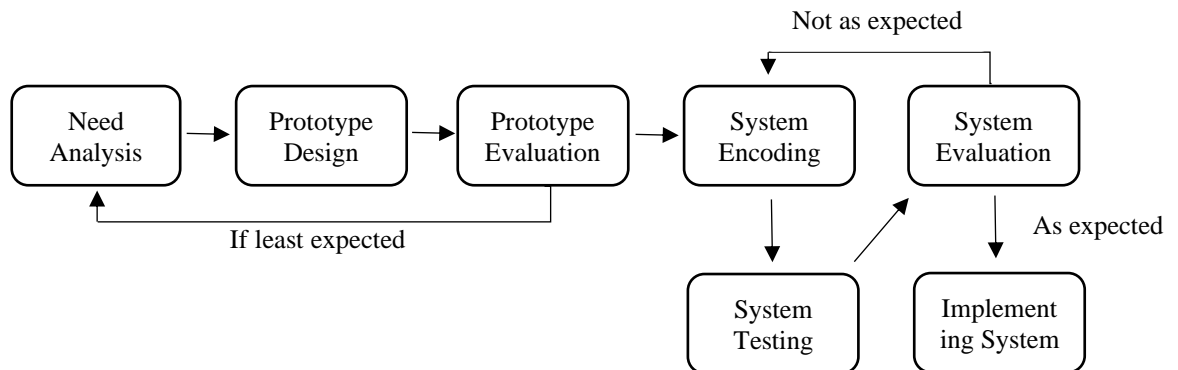 Not as expected
Need
Analysis
Prototype
Design
Prototype
Evaluation
System
Encoding
System
Evaluation
If least expected
As expected
System
Testing
Implement
ing System